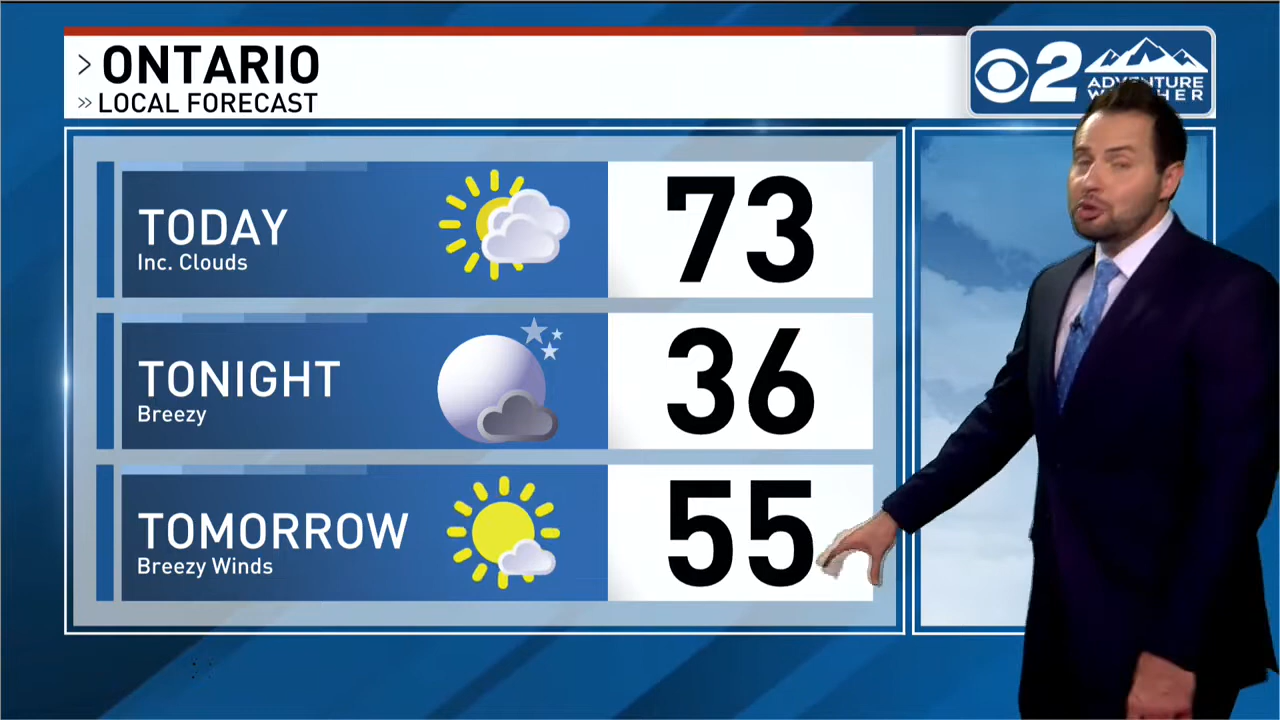 > ONTARIO
>> LOCAL FORECAST
2 ADVENTURE
TODAY
Inc. Clouds
73
TONIGHT
Breezy
36
TOMORROW
Breezy Winds
55